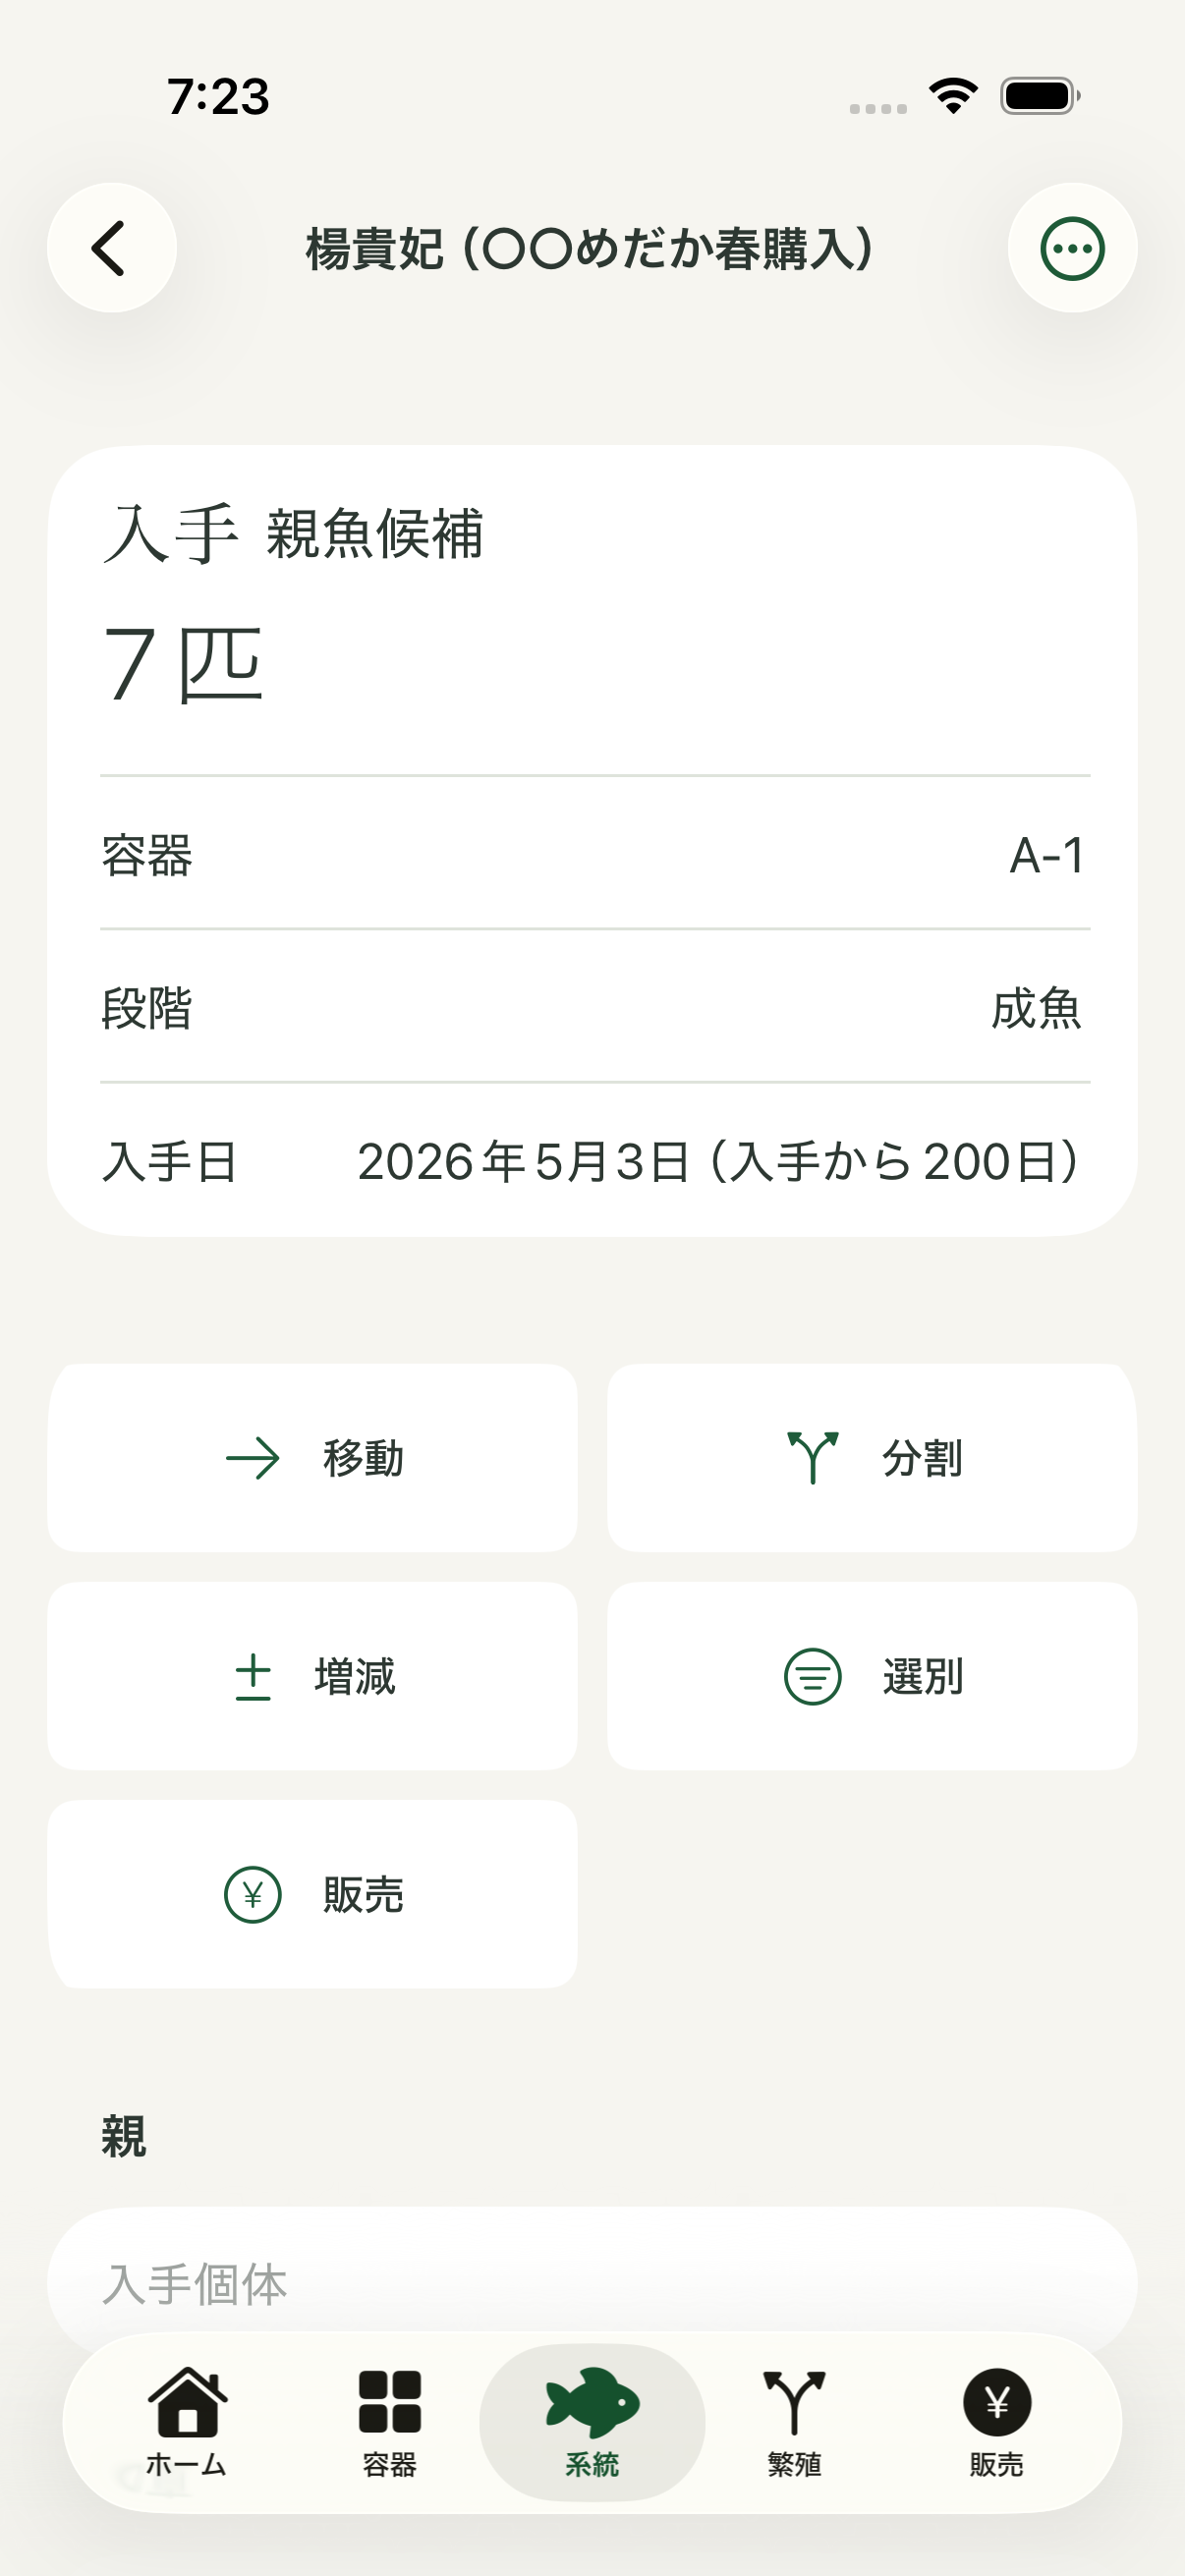 7:23
楊貴妃（〇〇めだか春購入）
入手 親魚候補
7匹
容器 A-1
段階 成魚
入手日 2026年5月3日（入手から200日）
移動 分割
増減 選別
¥ 販売
親
入手個体
ホーム 容器 系統 繁殖 ¥ 販売